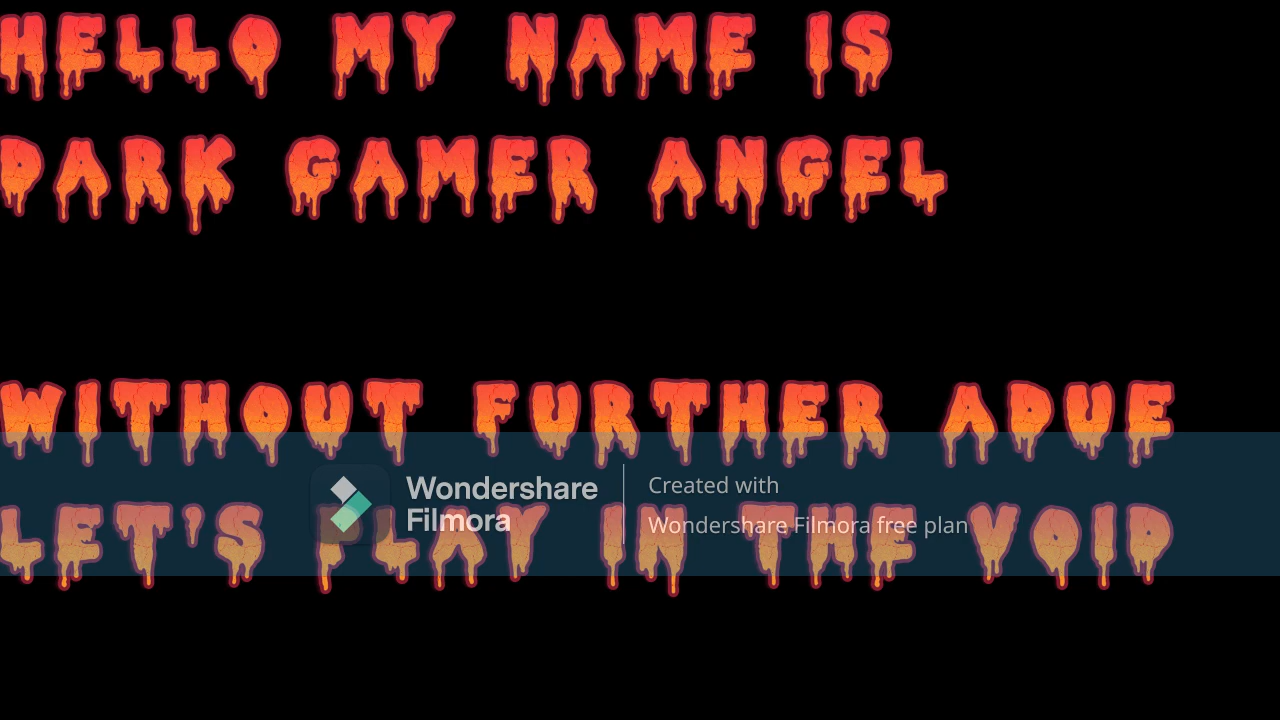 HELLO MY NAME IS
DARK GAMER ANGEL
WITHOUT FURTHER ADUE
Wondershare
Filmora
Created with
Wondershare Filmora free plan
LET'S PLAY IN THE VOID